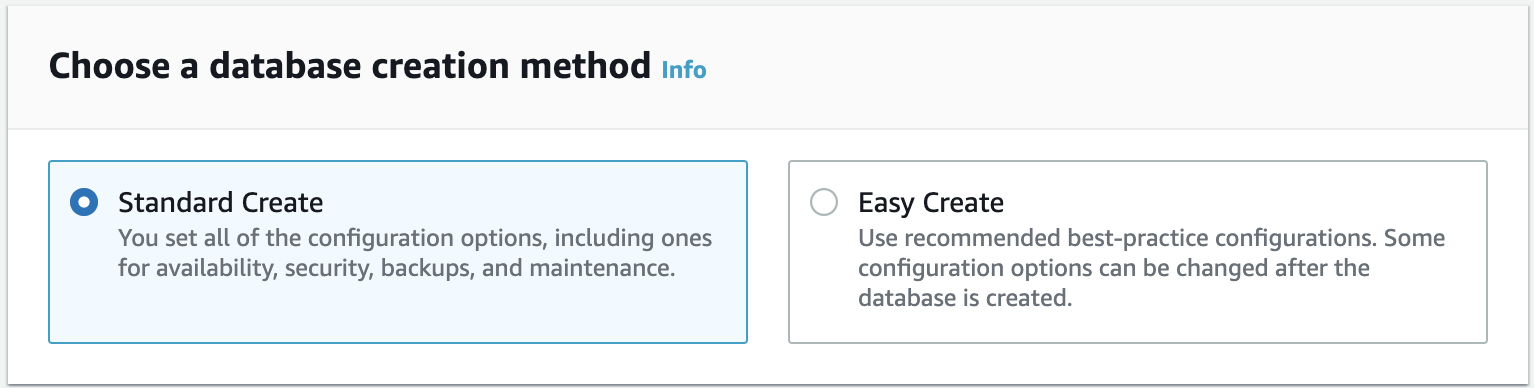 Choose a database creation method Info
Standard Create
You set all of the configuration options, including ones
for availability, security, backups, and maintenance.
Easy Create
Use recommended best-practice configurations. Some
configuration options can be changed after the
database is created.